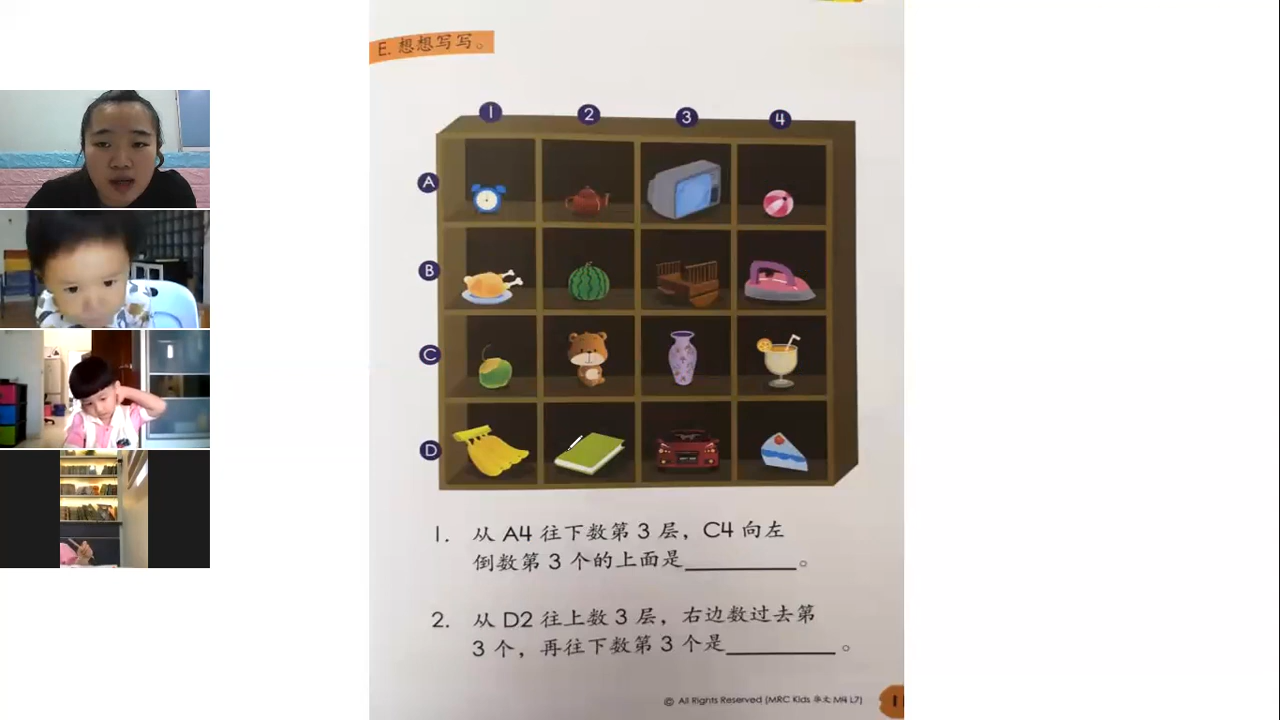 E. 想想写写。
1 2 3 4
A
B
C
D
1. 从 A4 往下数第 3 层，C4 向左
倒数第 3 个的上面是__________。
2. 从 D2 往上数 3 层，右边数过去第
3 个，再往下数第 3 个是__________。
© All Rights Reserved (MRC Kids 华文 M4 L7)